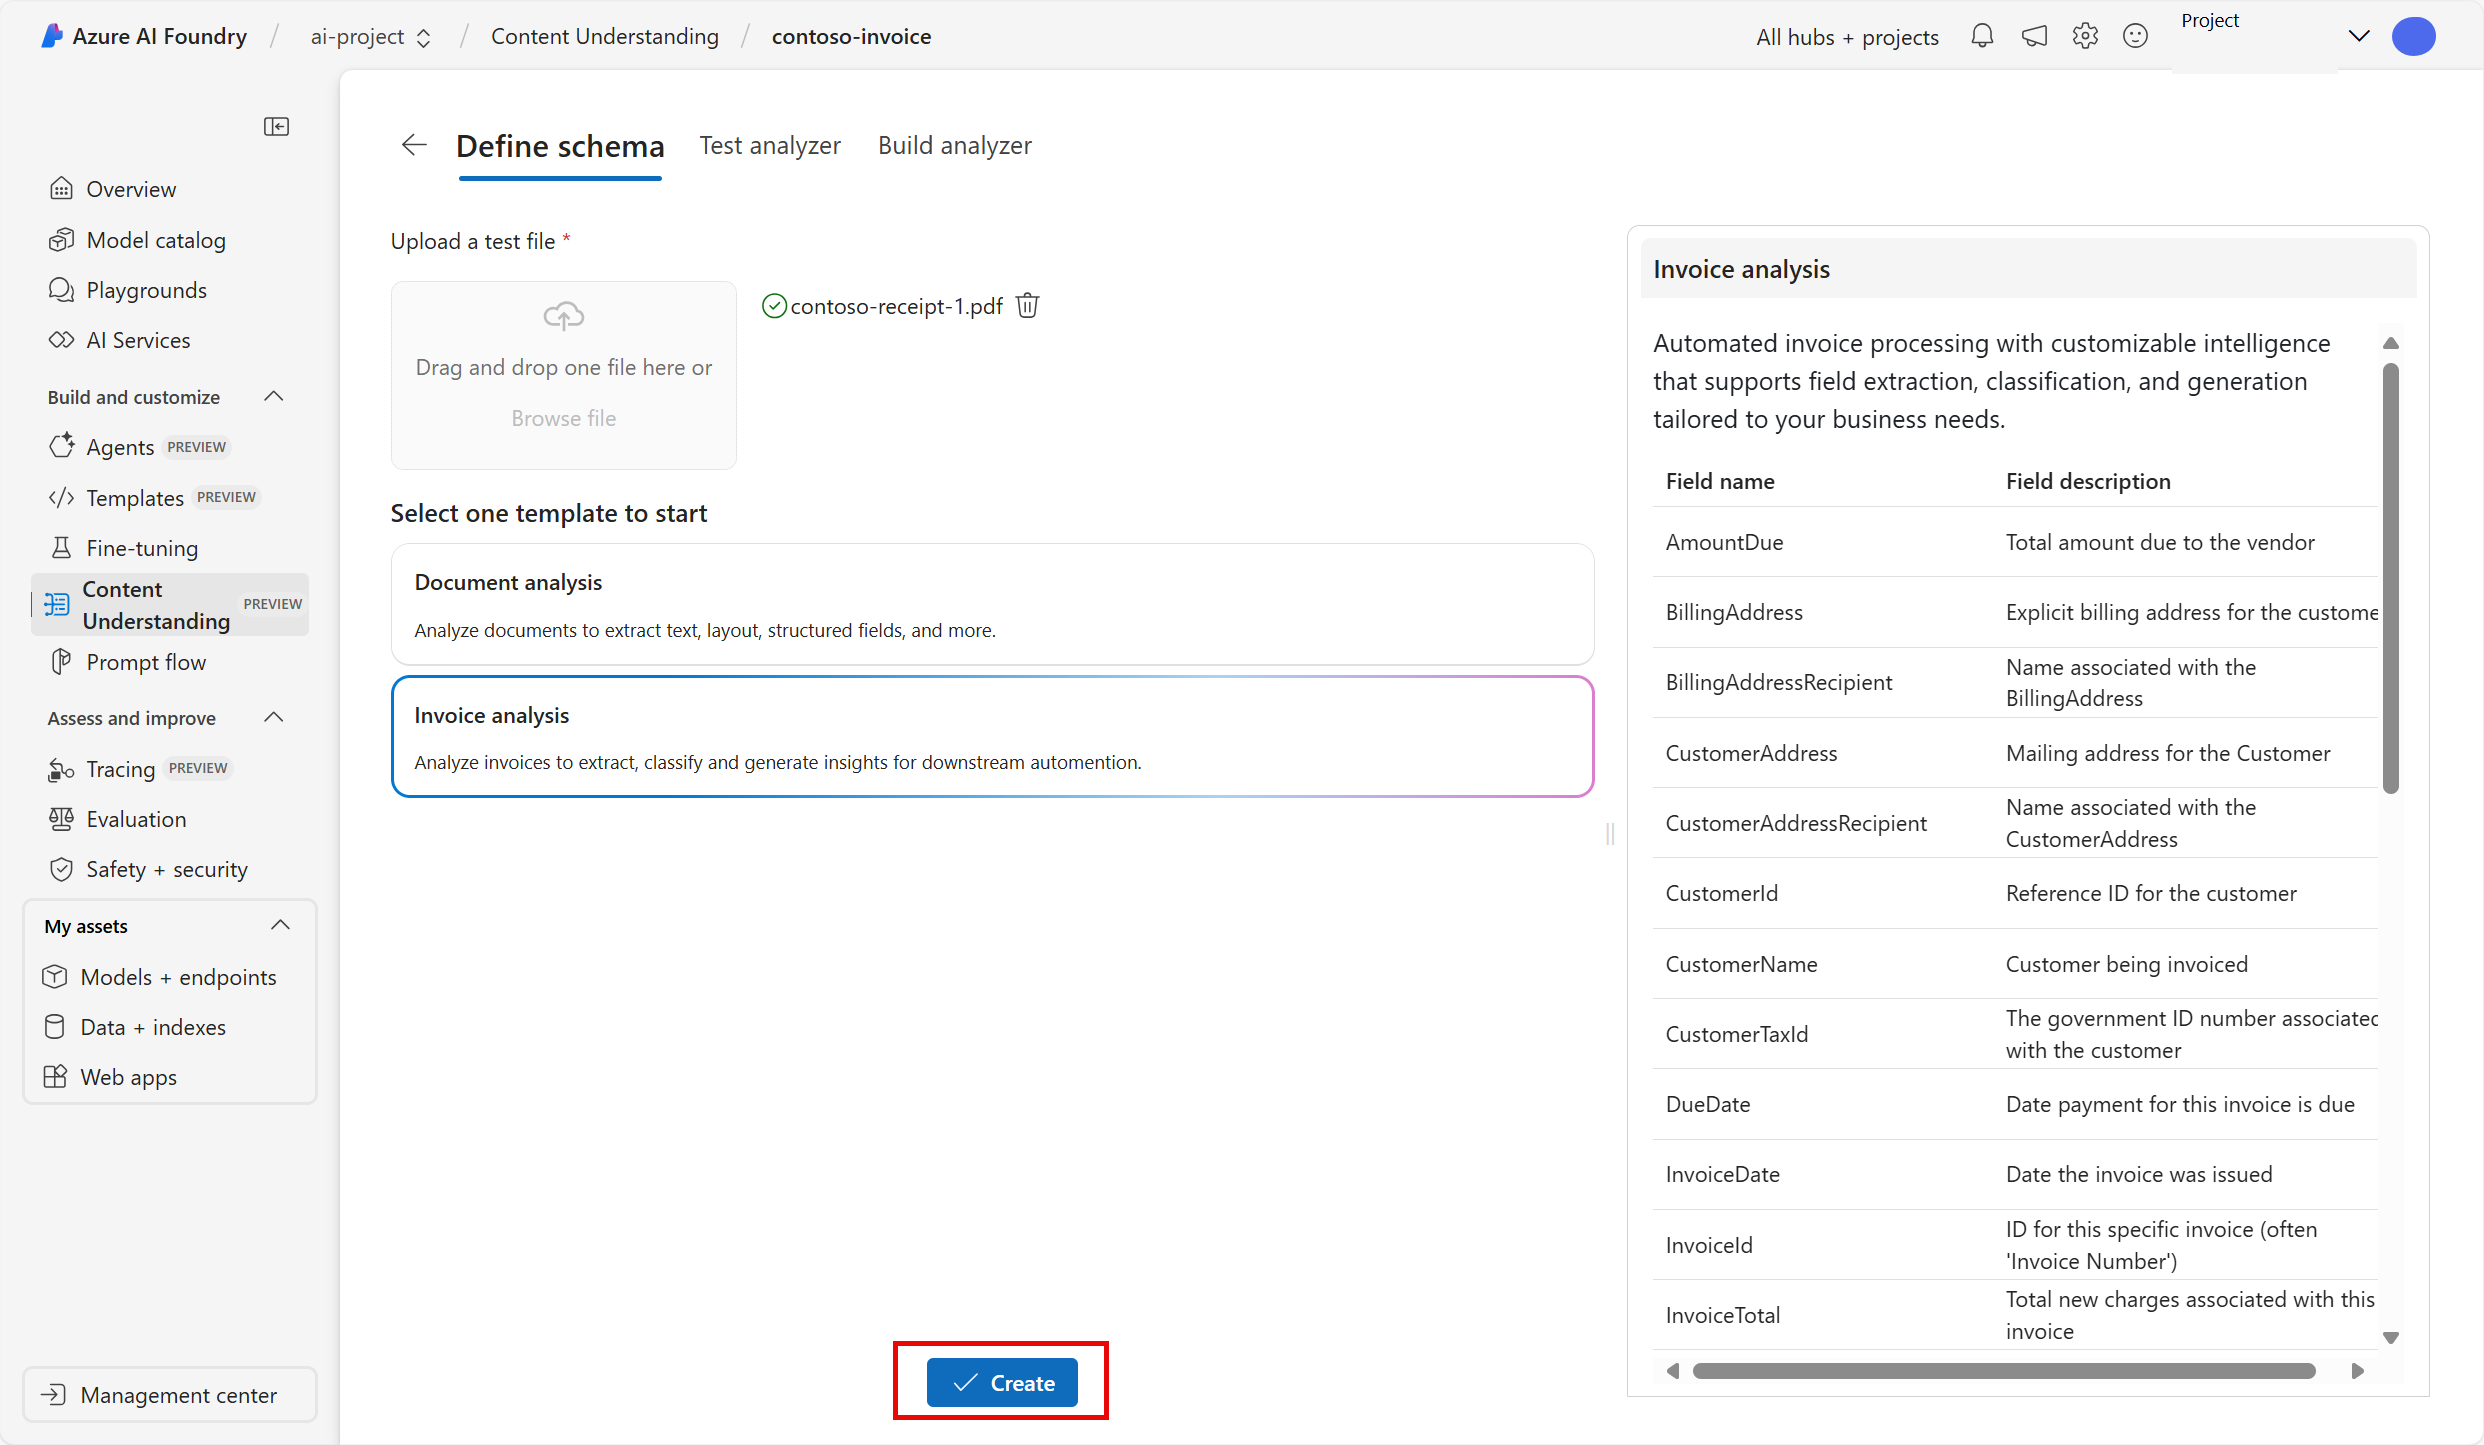 Azure AI Foundry / ai-project / Content Understanding / contoso-invoice
All hubs + projects
Project
Overview
Model catalog
Playgrounds
AI Services
Build and customize
Agents PREVIEW
Templates PREVIEW
Fine-tuning
Content
Understanding PREVIEW
Prompt flow
Assess and improve
Tracing PREVIEW
Evaluation
Safety + security
My assets
Models + endpoints
Data + indexes
Web apps
Management center
Define schema
Test analyzer
Build analyzer
Upload a test file *
Drag and drop one file here or
Browse file
contoso-receipt-1.pdf
Select one template to start
Document analysis
Analyze documents to extract text, layout, structured fields, and more.
Invoice analysis
Analyze invoices to extract, classify and generate insights for downstream automention.
Create
Invoice analysis
Automated invoice processing with customizable intelligence
that supports field extraction, classification, and generation
tailored to your business needs.
Field name Field description
AmountDue Total amount due to the vendor
BillingAddress Explicit billing address for the custome
BillingAddressRecipient Name associated with the
BillingAddress
CustomerAddress Mailing address for the Customer
CustomerAddressRecipient Name associated with the
CustomerAddress
CustomerId Reference ID for the customer
CustomerName Customer being invoiced
CustomerTaxId The government ID number associated
with the customer
DueDate Date payment for this invoice is due
InvoiceDate Date the invoice was issued
InvoiceId ID for this specific invoice (often
'Invoice Number')
InvoiceTotal Total new charges associated with this
invoice